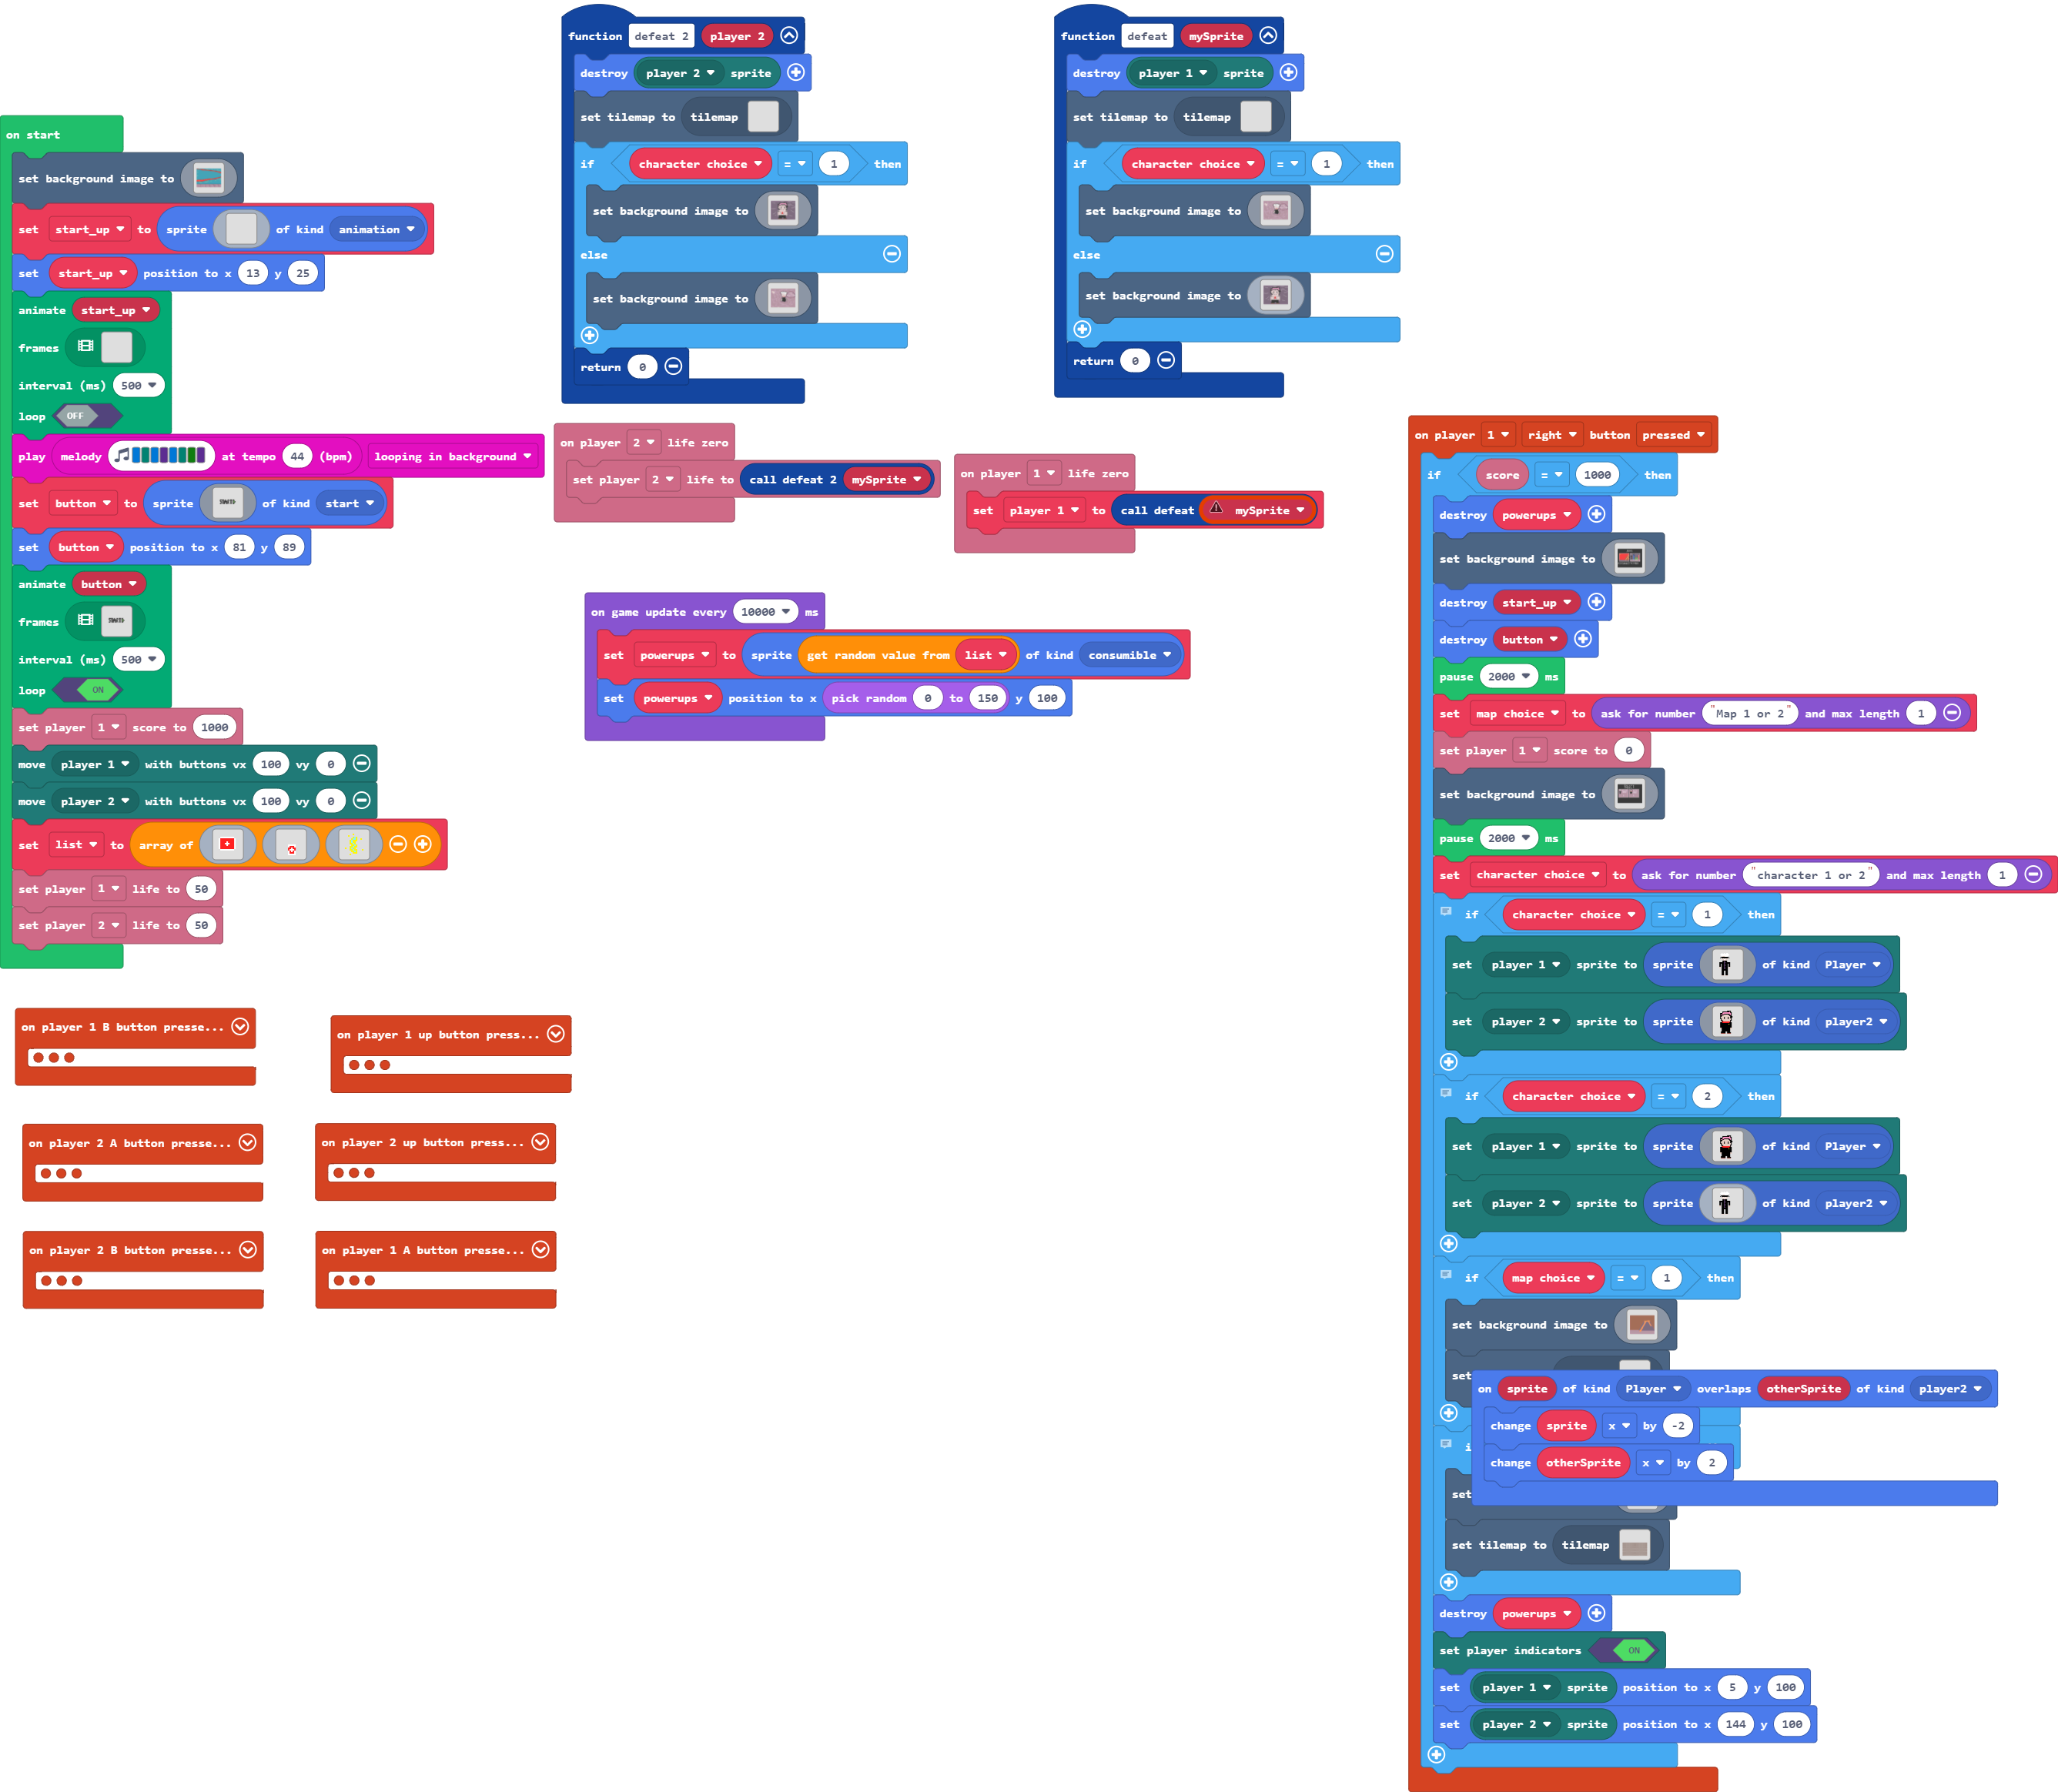 on start
set background image to
set start_up to sprite of kind animation
set start_up position to x 13 y 25
animate start_up
frames
interval (ms) 500
loop OFF
play melody at tempo 44 (bpm) looping in background
set button to sprite of kind start
set button position to x 81 y 89
animate button
frames
interval (ms) 500
loop ON
set player 1 score to 1000
move player 1 with buttons vx 100 vy 0
move player 2 with buttons vx 100 vy 0
set list to array of
set player 1 life to 50
set player 2 life to 50
on player 1 B button presse...
on player 1 up button press...
on player 2 A button presse...
on player 2 up button press...
on player 2 B button presse...
on player 1 A button presse...
function defeat 2 player 2
destroy player 2 sprite
set tilemap to tilemap
if character choice = 1 then
set background image to
else
set background image to
return 0
function defeat mySprite
destroy player 1 sprite
set tilemap to tilemap
if character choice = 1 then
set background image to
else
set background image to
return 0
on player 2 life zero
set player 2 life to call defeat 2 mySprite
on player 1 life zero
set player 1 to call defeat mySprite
on game update every 10000 ms
set powerups to sprite get random value from list of kind consumible
set powerups position to x pick random 0 to 150 y 100
on player 1 right button pressed
if score = 1000 then
destroy powerups
set background image to
destroy start_up
destroy button
pause 2000 ms
set map choice to ask for number "Map 1 or 2" and max length 1
set player 1 score to 0
set background image to
pause 2000 ms
set character choice to ask for number "character 1 or 2" and max length 1
if character choice = 1 then
set player 1 sprite to sprite of kind Player
set player 2 sprite to sprite of kind player2
if character choice = 2 then
set player 1 sprite to sprite of kind Player
set player 2 sprite to sprite of kind player2
if map choice = 1 then
set background image to
set
on sprite of kind Player overlaps otherSprite of kind player2
change sprite x by -2
change otherSprite x by 2
set
set tilemap to tilemap
destroy powerups
set player indicators ON
set player 1 sprite position to x 5 y 100
set player 2 sprite position to x 144 y 100